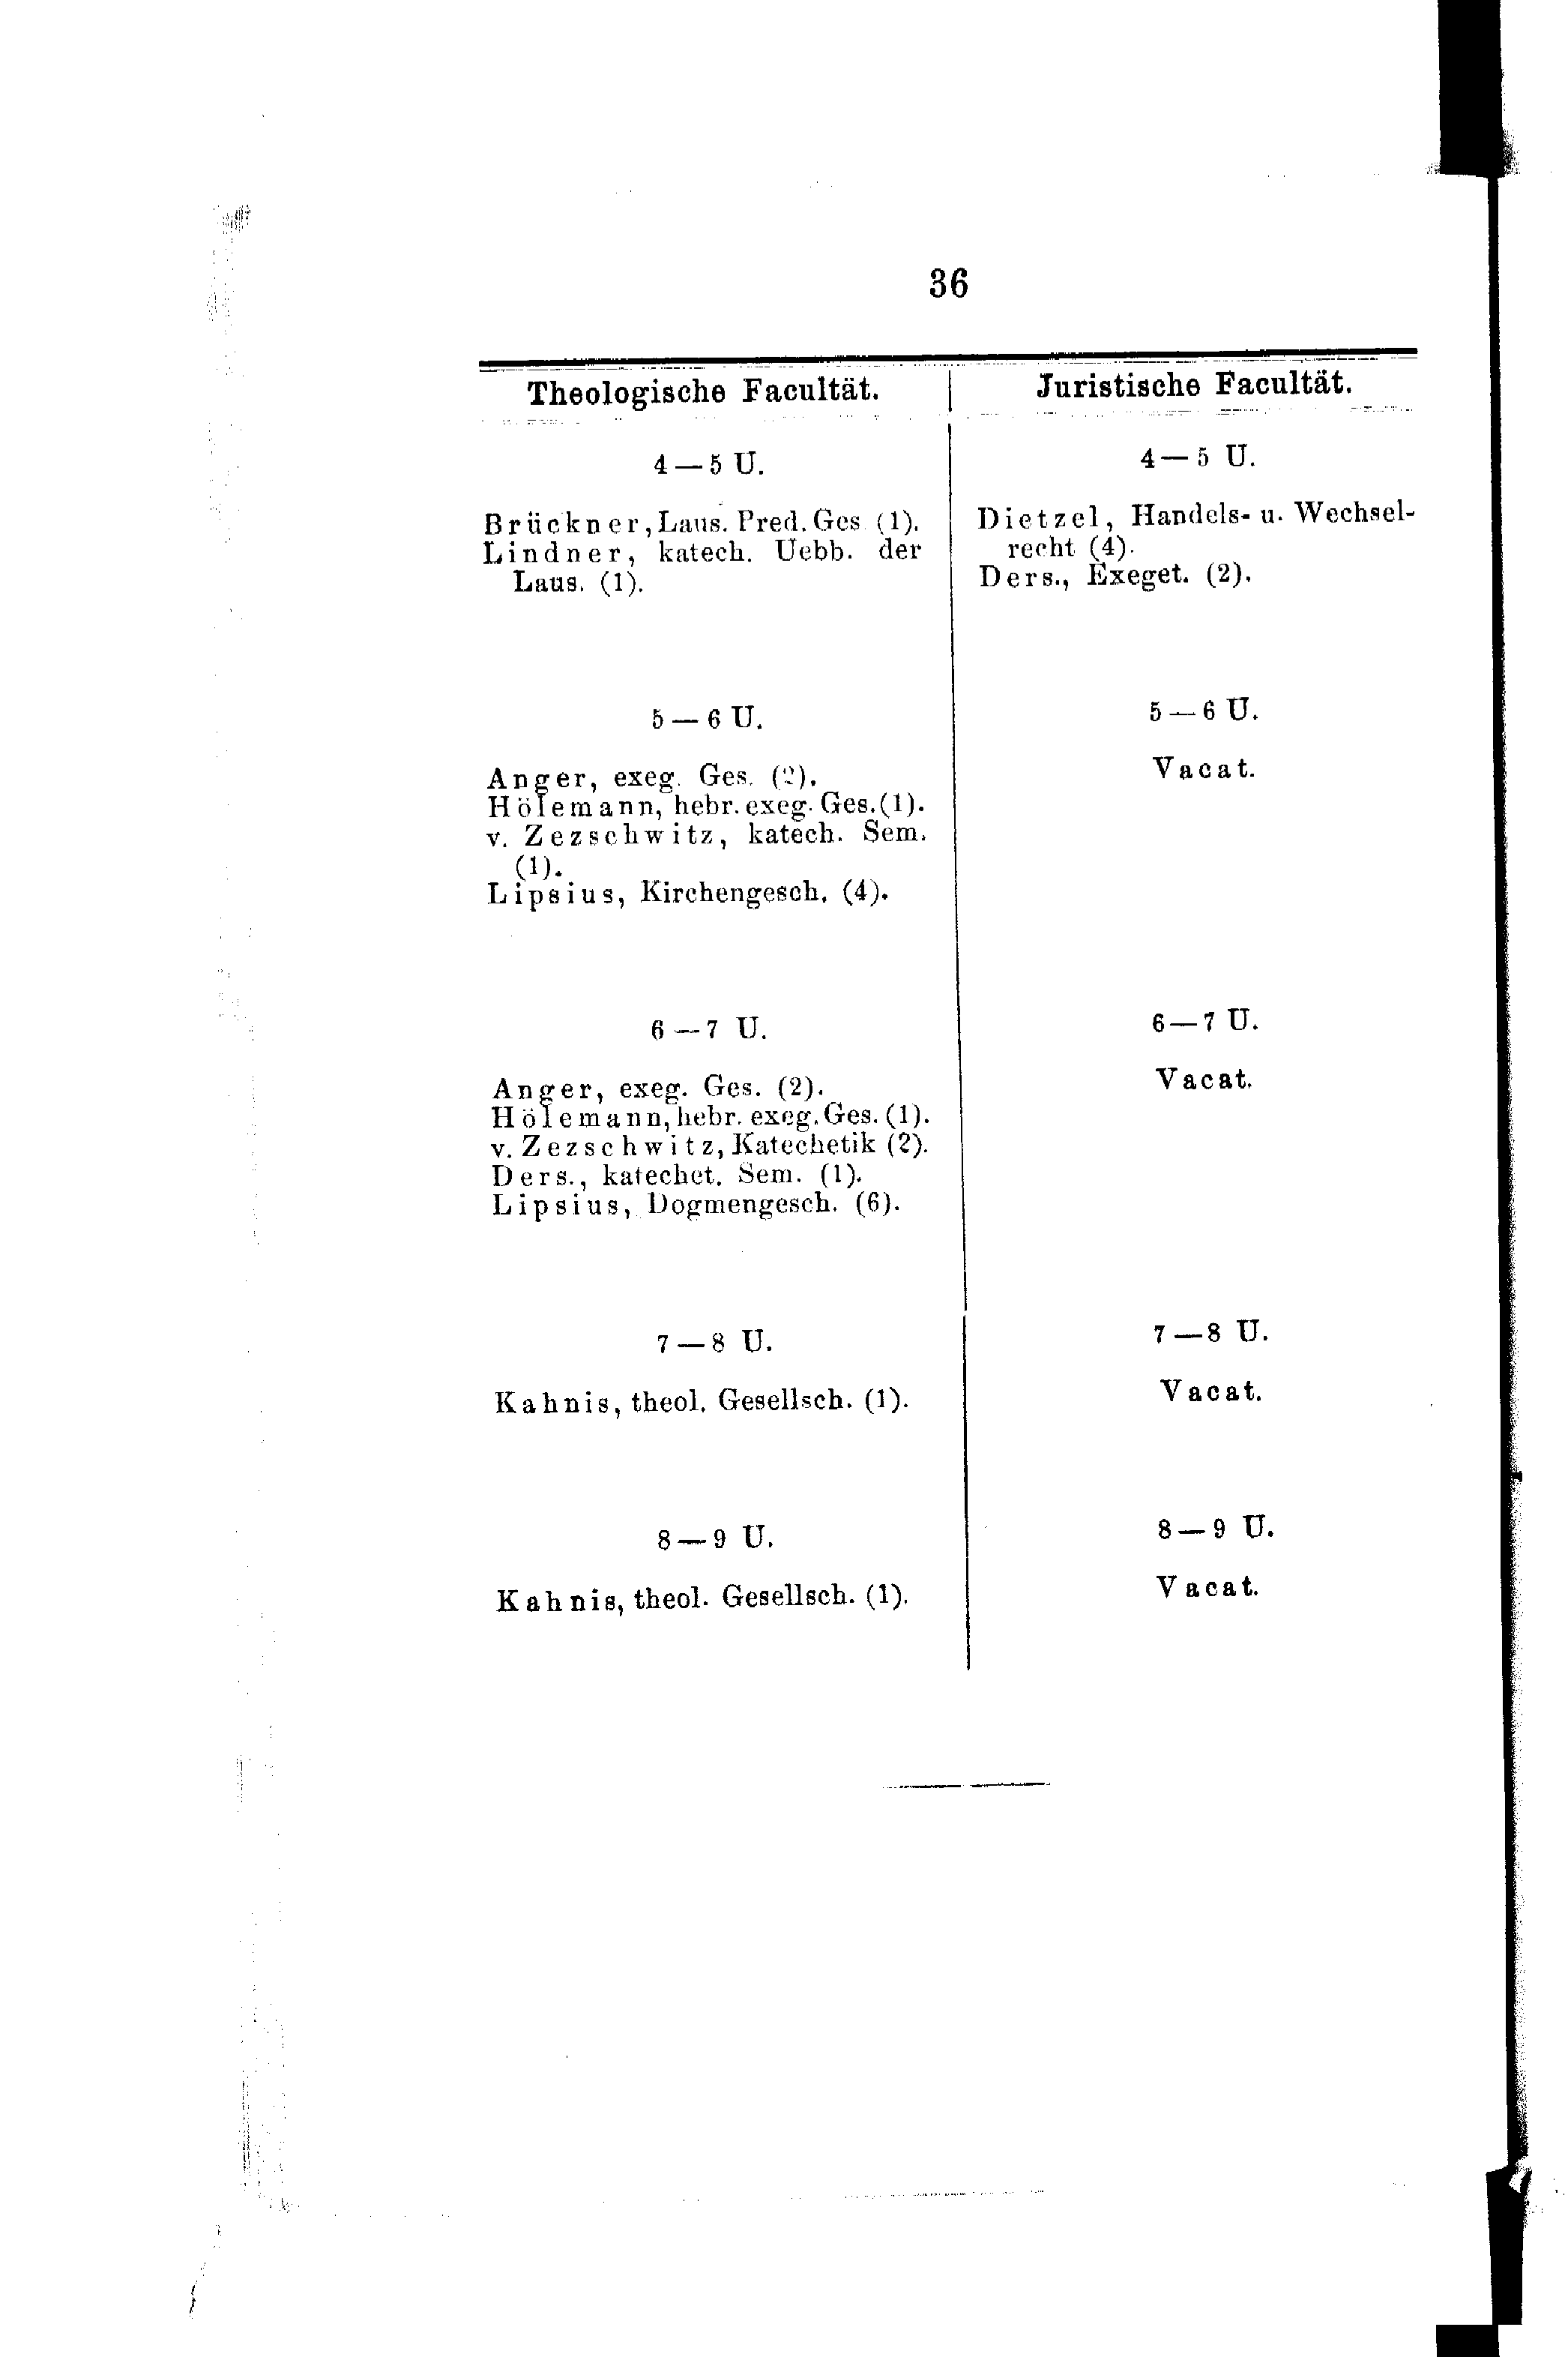 36
Theologische Facultät.
4—5 U.
Brückner, Laus. Pred. Ges (1).
Lindner, katech. Uebb. der
Laus. (1).
5—6 U.
Anger, exeg. Ges. (2).
Hölemann, hebr. exeg. Ges. (1).
v. Zezschwitz, katech. Sem.
(1).
Lipsius, Kirchengesch. (4).
6—7 U.
Anger, exeg. Ges. (2).
Hölemann, hebr. exeg. Ges. (1).
v. Zezschwitz, Katechetik (2).
Ders., katechet. Sem. (1).
Lipsius, Dogmengesch. (6).
7—8 U.
Kahnis, theol. Gesellsch. (1).
8—9 U.
Kahnis, theol. Gesellsch. (1).
Juristische Facultät.
4—5 U.
Dietzel, Handels- u. Wechsel-
recht (4).
Ders., Exeget. (2).
5—6 U.
Vacat.
6—7 U.
Vacat.
7—8 U.
Vacat.
8—9 U.
Vacat.